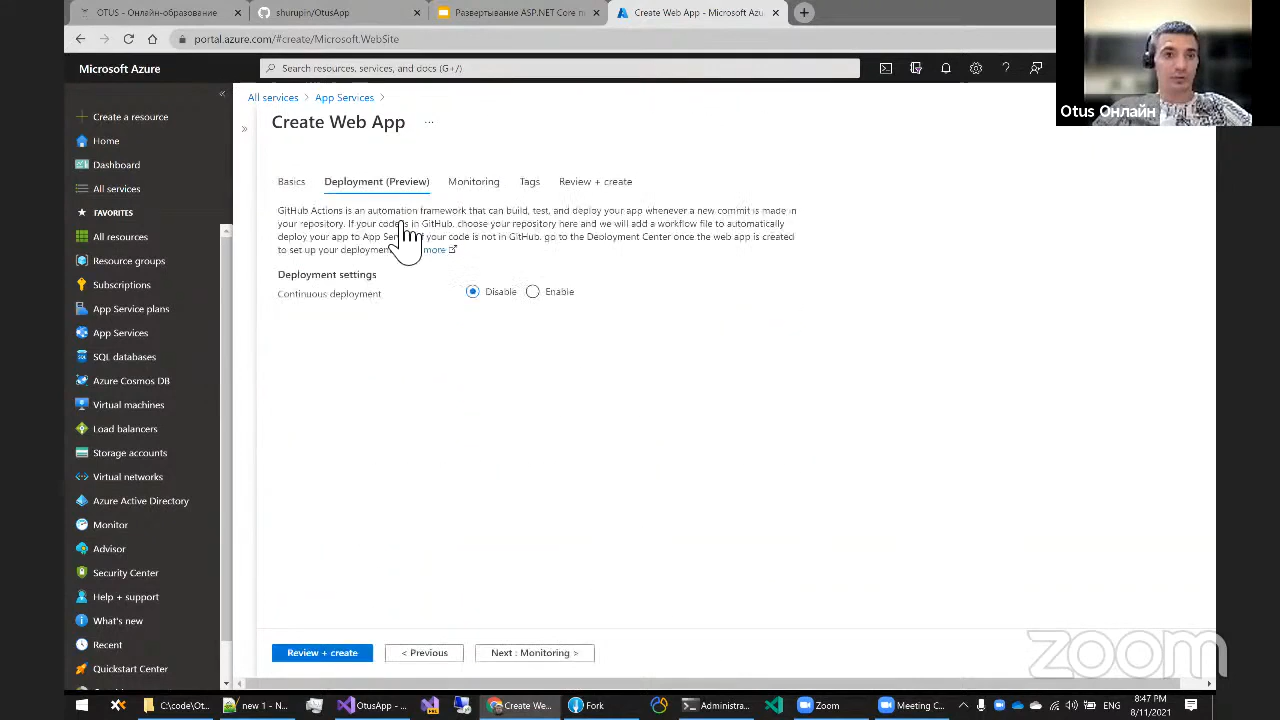 OTUS - Онлайн-образование
shurupin/OtusApp
Развертывание ASP.NET Core п
Create Web App - Microsoft Azu
portal.azure.com/#create/Microsoft.WebSite
Microsoft Azure
Search resources, services, and docs (G+/)
Otus Онлайн
Create a resource
Home
Dashboard
All services
FAVORITES
All resources
Resource groups
Subscriptions
App Service plans
App Services
SQL databases
Azure Cosmos DB
Virtual machines
Load balancers
Storage accounts
Virtual networks
Azure Active Directory
Monitor
Advisor
Security Center
Help + support
What's new
Recent
Quickstart Center
All services > App Services >
Create Web App ...
Basics Deployment (Preview) Monitoring Tags Review + create
GitHub Actions is an automation framework that can build, test, and deploy your app whenever a new commit is made in
your repository. If your code is in GitHub, choose your repository here and we will add a workflow file to automatically
deploy your app to App your code is not in GitHub, go to the Deployment Center once the web app is created
to set up your deployment more
Deployment settings
Continuous deployment Disable Enable
Review + create < Previous Next : Monitoring >
zoom
C:\code\Ot... new 1 - N... OtusApp - ... Create We... Fork Administra... Zoom Meeting C... ENG 8:47 PM
8/11/2021